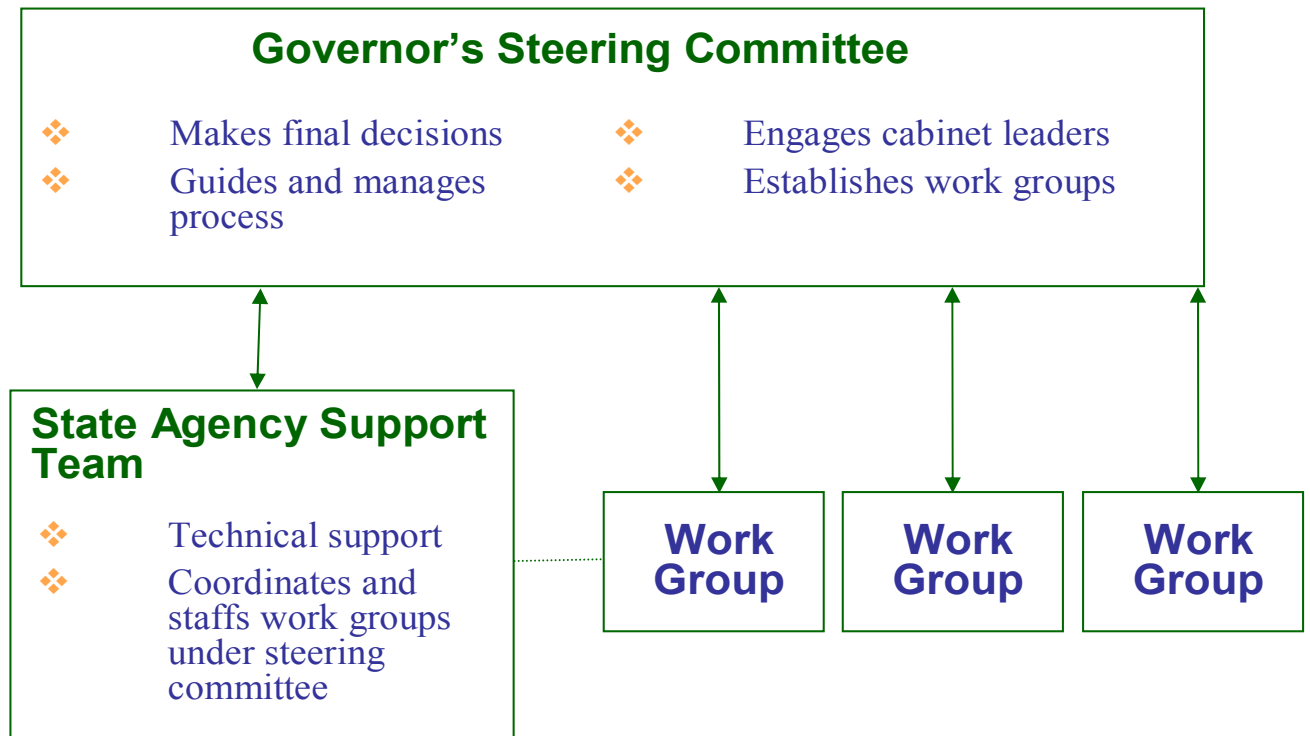 Governor’s Steering Committee
❖ Makes final decisions
❖ Guides and manages
process
❖ Engages cabinet leaders
❖ Establishes work groups
State Agency Support
Team
❖ Technical support
❖ Coordinates and
staffs work groups
under steering
committee
Work
Group
Work
Group
Work
Group